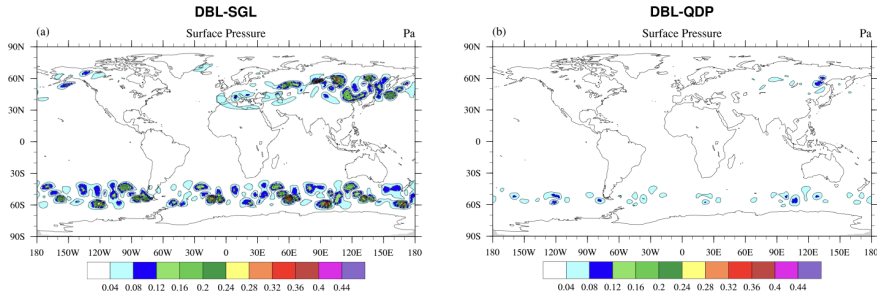 DBL-SGL
(a) Surface Pressure Pa
90N
60N
30N
0
30S
60S
90S
180 150W 120W 90W 60W 30W 0 30E 60E 90E 120E 150E 180
0.04 0.08 0.12 0.16 0.2 0.24 0.28 0.32 0.36 0.4 0.44
DBL-QDP
(b) Surface Pressure Pa
90N
60N
30N
0
30S
60S
90S
180 150W 120W 90W 60W 30W 0 30E 60E 90E 120E 150E 180
0.04 0.08 0.12 0.16 0.2 0.24 0.28 0.32 0.36 0.4 0.44